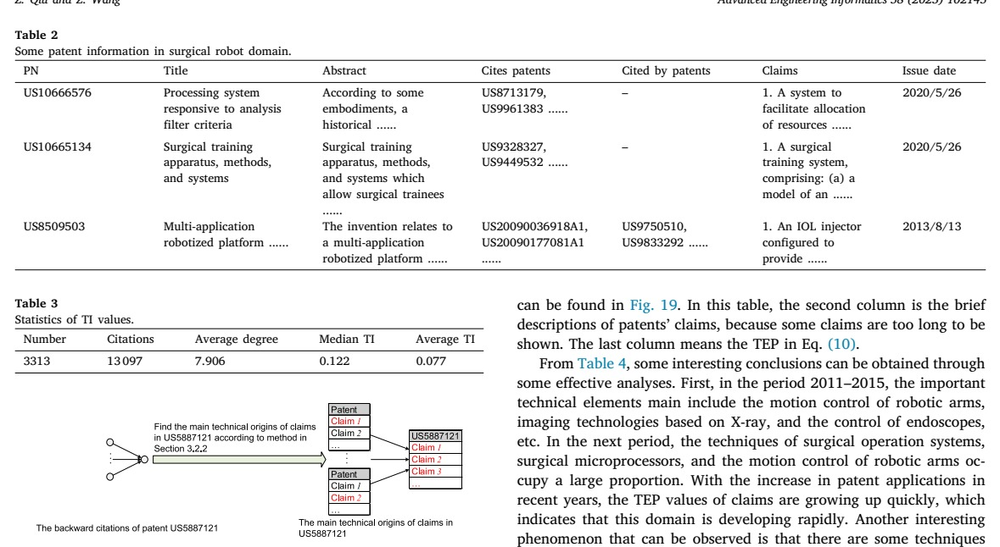 Z. Qiu and Z. Wang
Advanced Engineering Informatics 58 (2023) 102143
Table 2
Some patent information in surgical robot domain.
PN Title Abstract Cites patents Cited by patents Claims Issue date
US10666576 Processing system According to some US8713179, – 1. A system to 2020/5/26
responsive to analysis embodiments, a US9961383 ...... facilitate allocation
filter criteria historical ...... of resources ......
US10665134 Surgical training Surgical training US9328327, – 1. A surgical 2020/5/26
apparatus, methods, apparatus, methods, US9449532 ...... training system,
and systems and systems which comprising: (a) a
allow surgical trainees model of an ......
......
US8509503 Multi-application The invention relates to US20090036918A1, US9750510, 1. An IOL injector 2013/8/13
robotized platform ...... a multi-application US20090177081A1 US9833292 ...... configured to
robotized platform ...... ...... provide ......
Table 3
Statistics of TI values.
Number Citations Average degree Median TI Average TI
3313 13 097 7.906 0.122 0.077
Find the main technical origins of claims
in US5887121 according to method in
Section 3.2.2
Patent
Claim 1
Claim 2
...
Patent
Claim 1
Claim 2
...
US5887121
Claim 1
Claim 2
Claim 3
...
The backward citations of patent US5887121
The main technical origins of claims in
US5887121
can be found in Fig. 19. In this table, the second column is the brief
descriptions of patents’ claims, because some claims are too long to be
shown. The last column means the TEP in Eq. (10).
From Table 4, some interesting conclusions can be obtained through
some effective analyses. First, in the period 2011–2015, the important
technical elements main include the motion control of robotic arms,
imaging technologies based on X-ray, and the control of endoscopes,
etc. In the next period, the techniques of surgical operation systems,
surgical microprocessors, and the motion control of robotic arms oc-
cupy a large proportion. With the increase in patent applications in
recent years, the TEP values of claims are growing up quickly, which
indicates that this domain is developing rapidly. Another interesting
phenomenon that can be observed is that there are some techniques